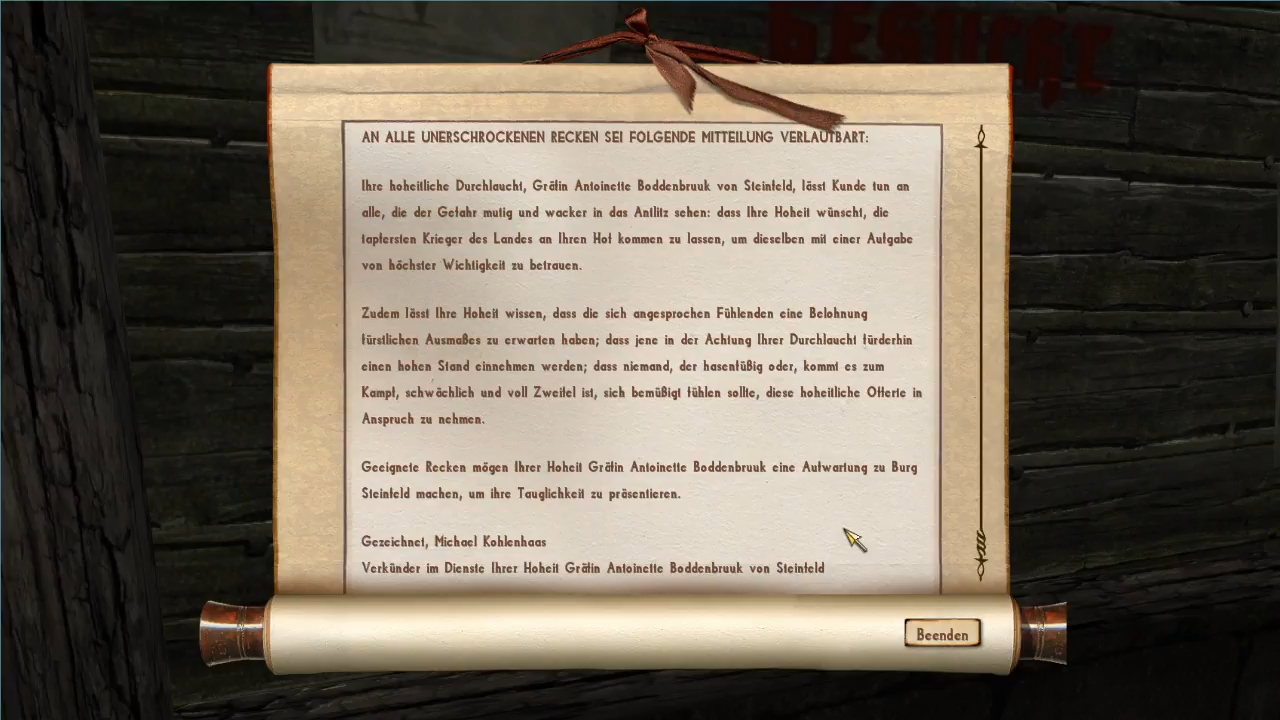 GESUCHT
AN ALLE UNERSCHROCKENEN RECKEN SEI FOLGENDE MITTEILUNG VERLAUTBART:
Ihre hoheitliche Durchlaucht, Gräfin Antoinette Boddenbruuk von Steinfeld, lässt Kunde tun an
alle, die der Gefahr mutig und wacker in das Antlitz sehen: dass Ihre Hoheit wünscht, die
tapfersten Krieger des Landes an Ihren Hof kommen zu lassen, um dieselben mit einer Aufgabe
von höchster Wichtigkeit zu betrauen.
Zudem lässt Ihre Hoheit wissen, dass die sich angesprochen Fühlenden eine Belohnung
fürstlichen Ausmaßes zu erwarten haben; dass jene in der Achtung Ihrer Durchlaucht fürderhin
einen hohen Stand einnehmen werden; dass niemand, der hasenfüßig oder, kommt es zum
Kampf, schwächlich und voll Zweifel ist, sich bemüßigt fühlen sollte, diese hoheitliche Offerte in
Anspruch zu nehmen.
Geeignete Recken mögen Ihrer Hoheit Gräfin Antoinette Boddenbruuk eine Aufwartung zu Burg
Steinfeld machen, um ihre Tauglichkeit zu präsentieren.
Gezeichnet, Michael Kohlenhaas
Verkünder im Dienste Ihrer Hoheit Gräfin Antoinette Boddenbruuk von Steinfeld
Beenden